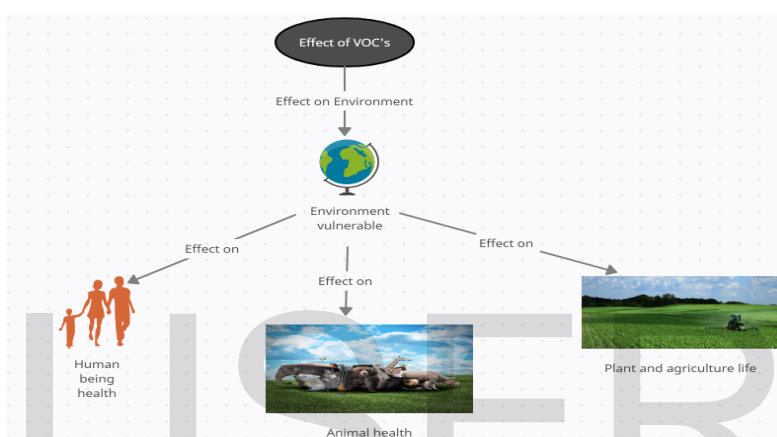 Effect of VOC's
Effect on Environment
Environment
vulnerable
Effect on
Effect on
Effect on
Human
being
health
Plant and agriculture life
Animal health
IJSER